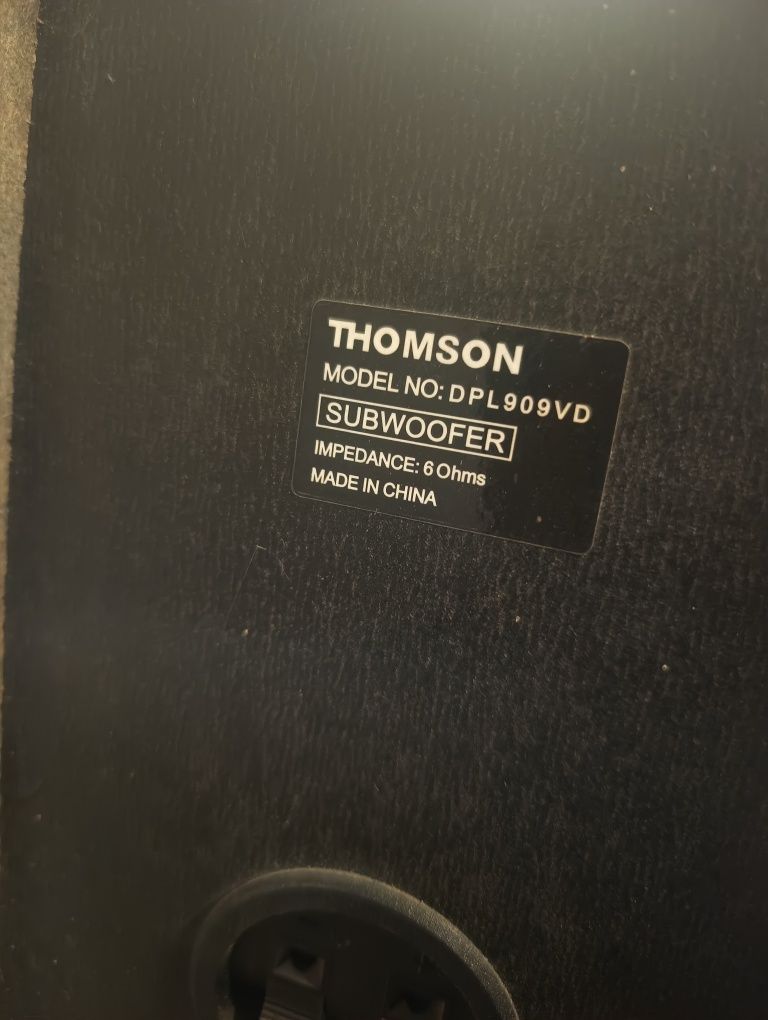 THOMSON
MODEL NO: DPL909VD
SUBWOOFER
IMPEDANCE: 6 Ohms
MADE IN CHINA